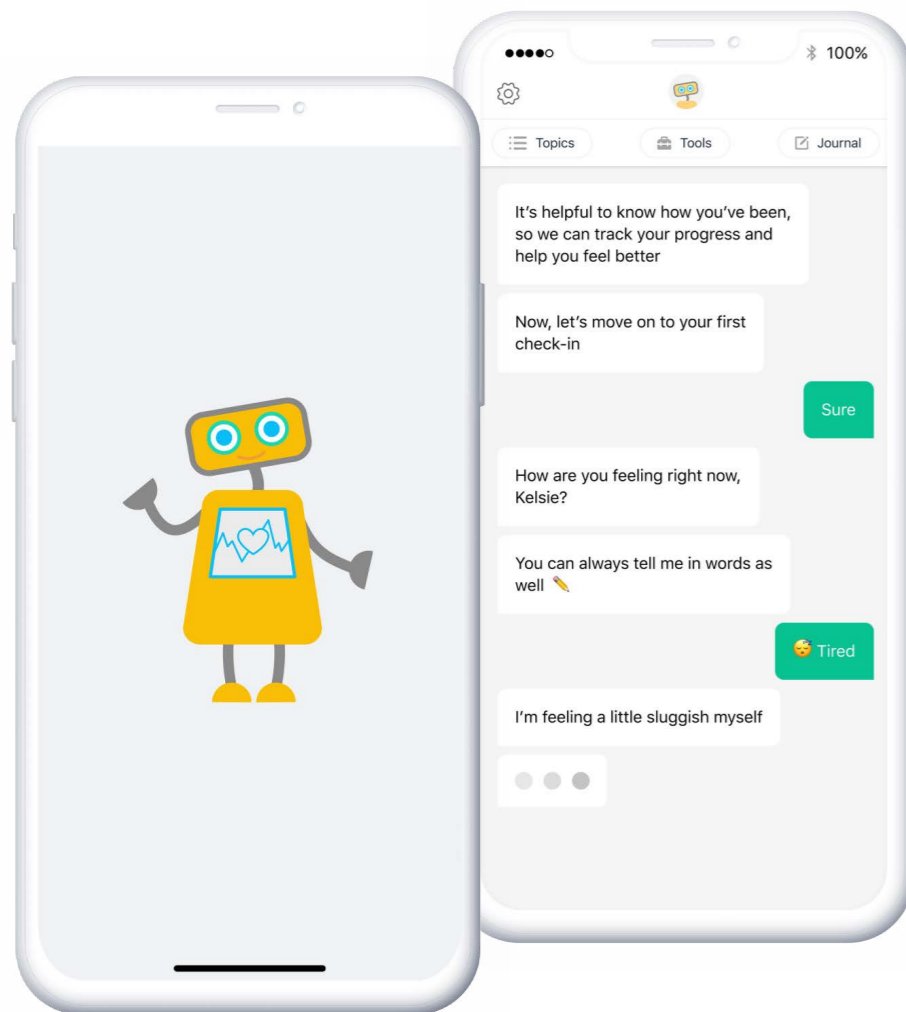 100%
Topics
Tools
Journal
It’s helpful to know how you’ve been,
so we can track your progress and
help you feel better
Now, let’s move on to your first
check-in
Sure
How are you feeling right now,
Kelsie?
You can always tell me in words as
well ✏️
😴 Tired
I’m feeling a little sluggish myself